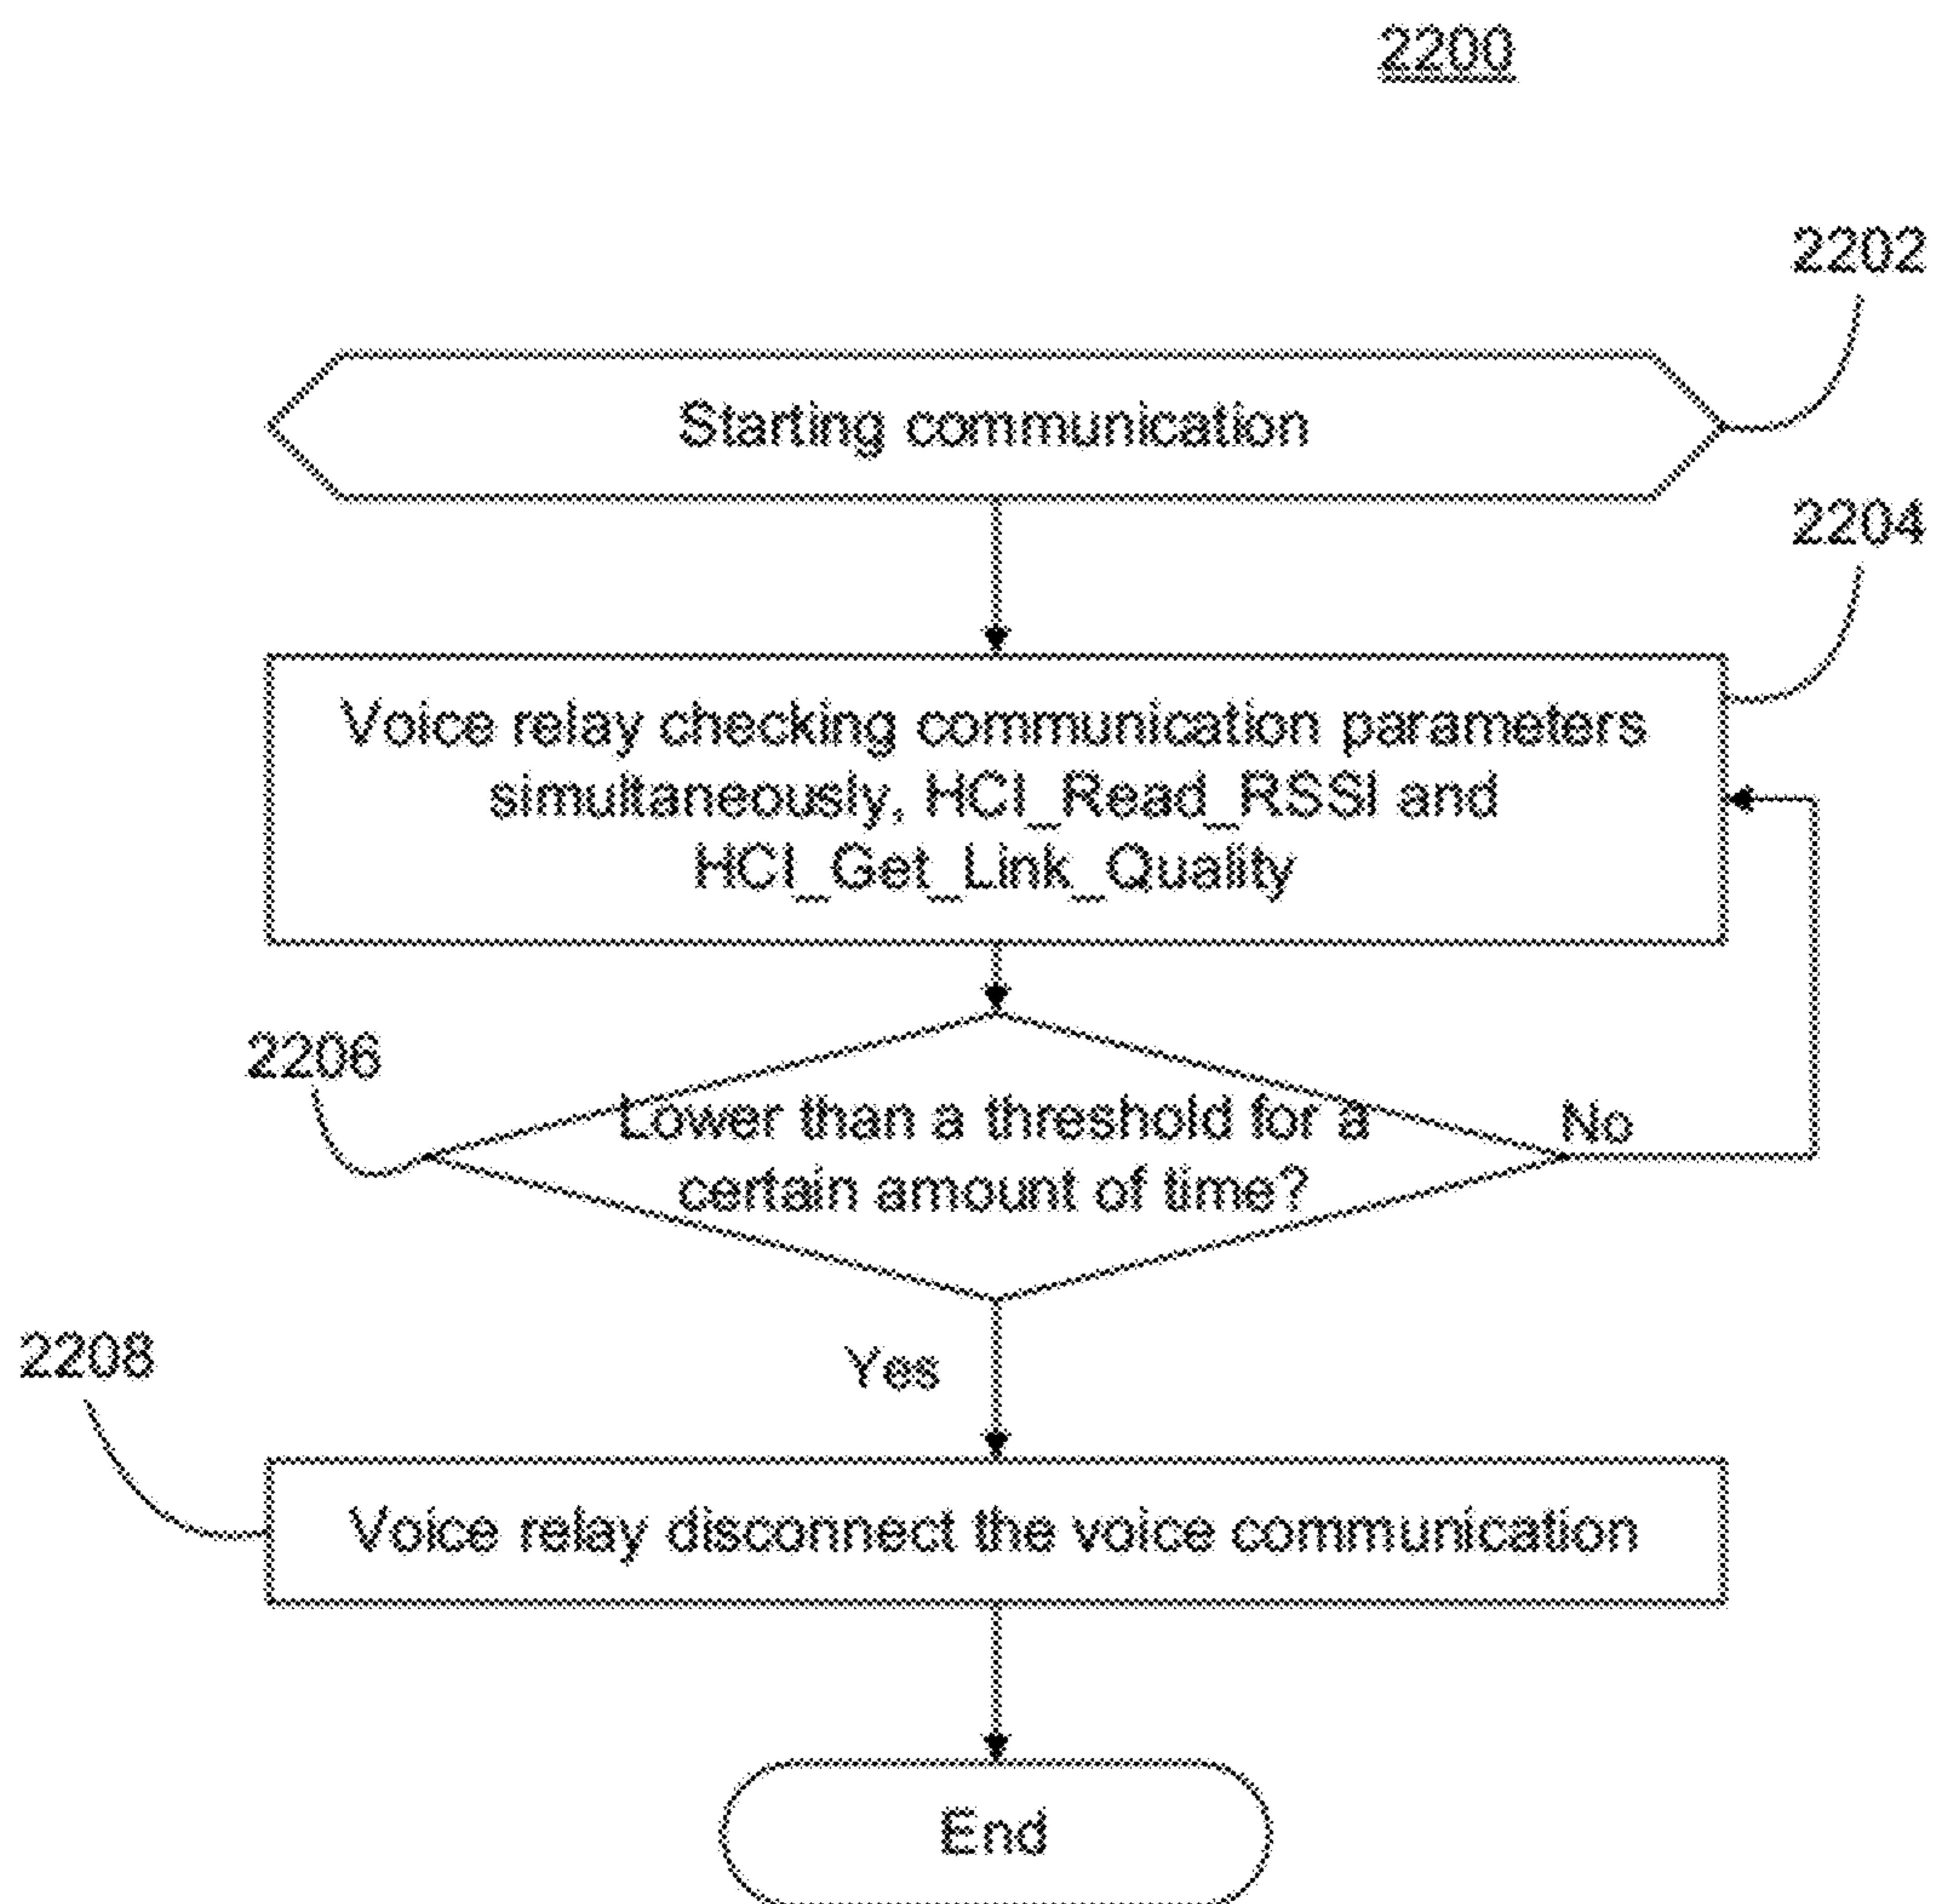 2200
2202
Starting communication
2204
Voice relay checking communication parameters
simultaneously, HCI_Read_RSSI and
HCI_Get_Link_Quality
2206
Lower than a threshold for a
certain amount of time?
No
Yes
2208
Voice relay disconnect the voice communication
End